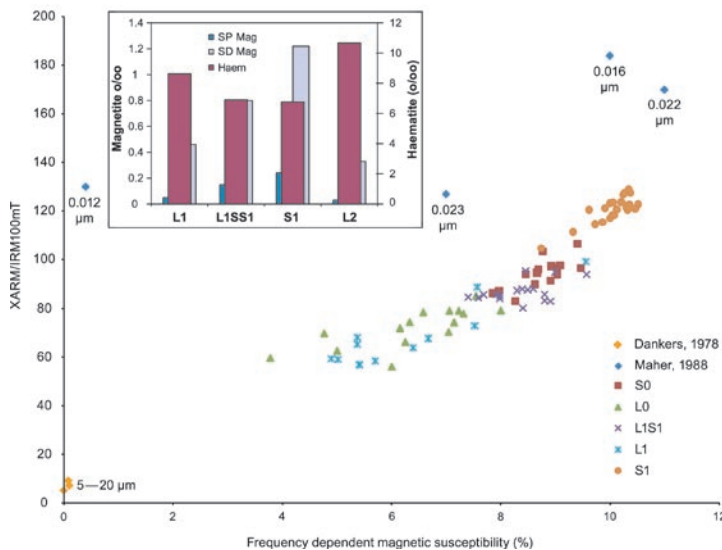 XARM/IRM100mT
200
180
160
140
120
100
80
60
40
20
0
Magnetite o/oo
1.4
1.2
1
0.8
0.6
0.4
0.2
0
SP Mag
SD Mag
Haem
12
10
8
6
4
2
0
Haematite (o/oo)
L1 L1SS1 S1 L2
0.012
µm
0.023
µm
0.016
µm
0.022
µm
5—20 µm
Dankers, 1978
Maher, 1988
S0
L0
L1S1
L1
S1
0 2 4 6 8 10 12
Frequency dependent magnetic susceptibility (%)